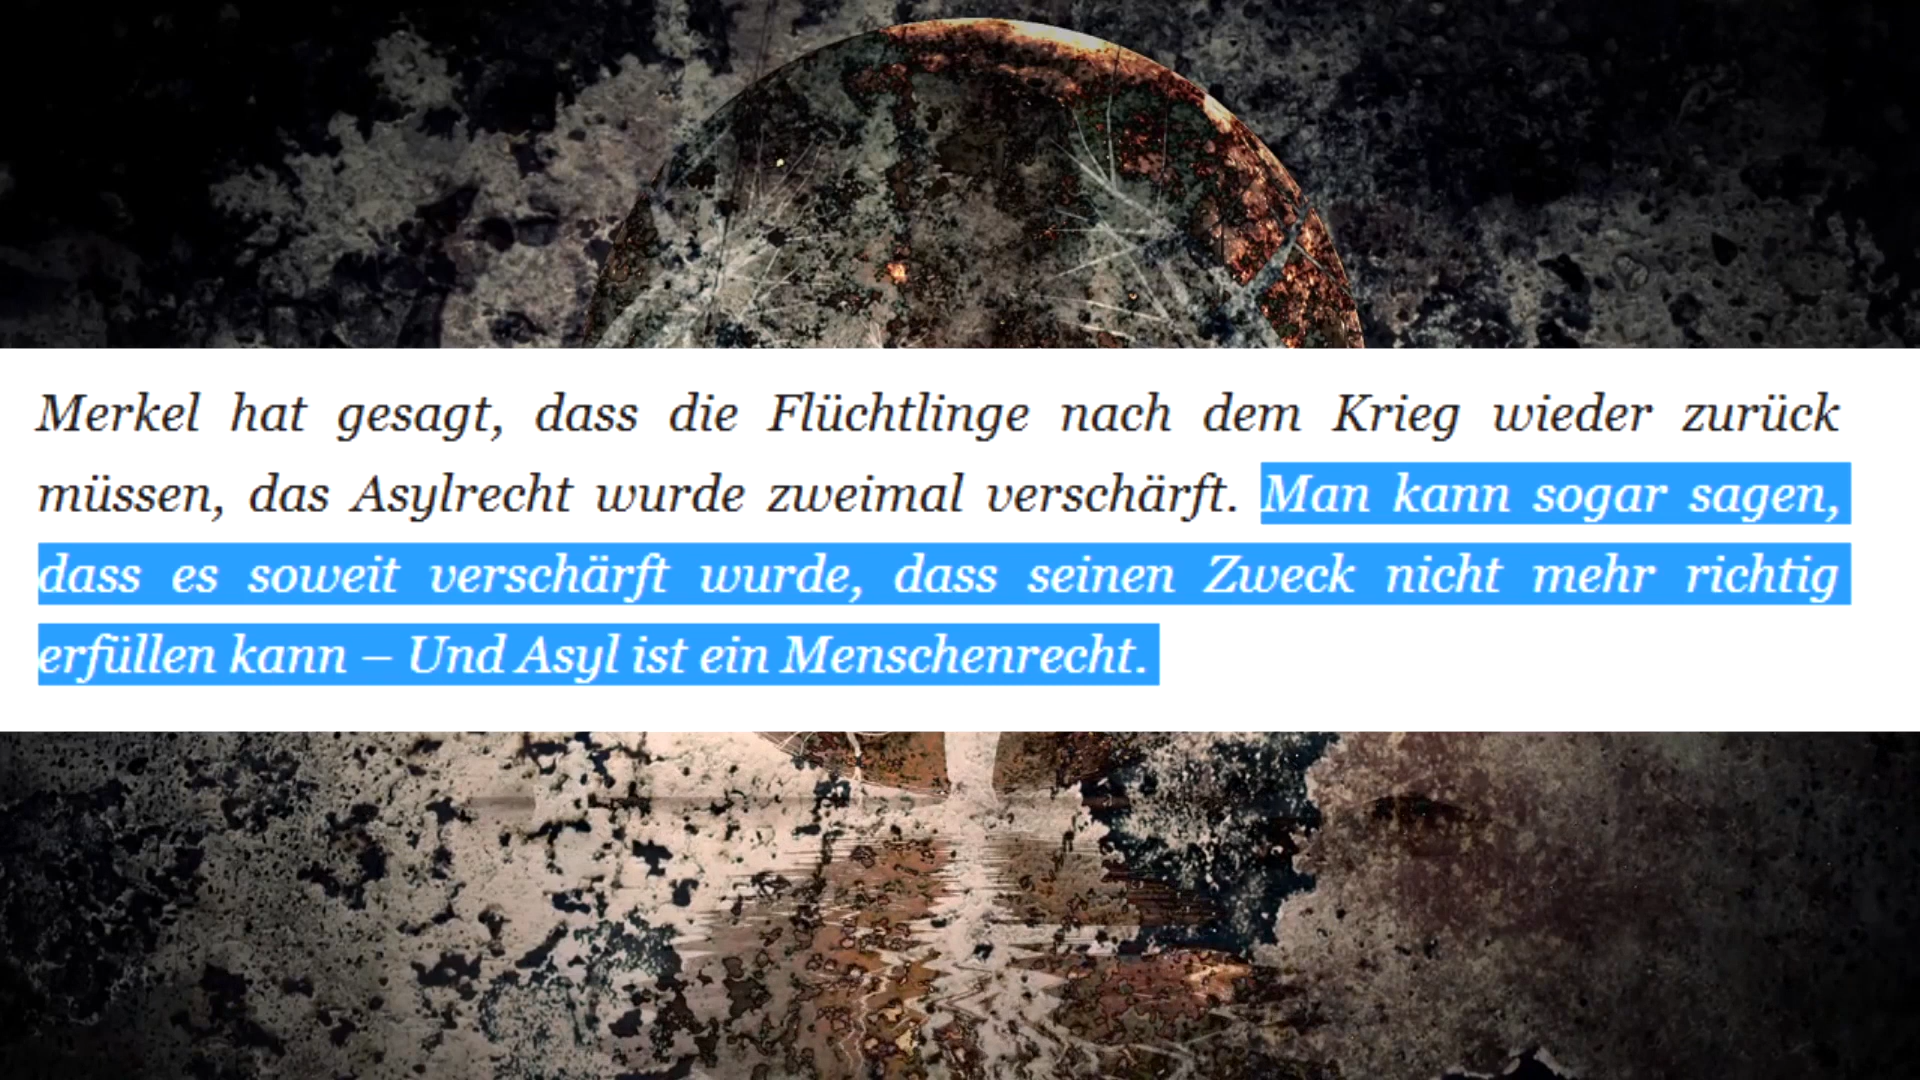 Merkel hat gesagt, dass die Flüchtlinge nach dem Krieg wieder zurück
müssen, das Asylrecht wurde zweimal verschärft. Man kann sogar sagen,
dass es soweit verschärft wurde, dass seinen Zweck nicht mehr richtig
erfüllen kann – Und Asyl ist ein Menschenrecht.